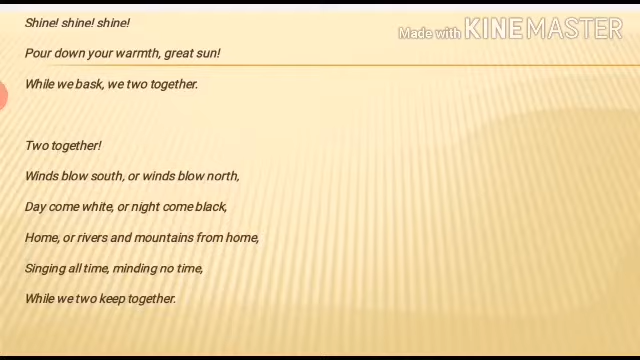 Shine! shine! shine!
Made with KINEMASTER
Pour down your warmth, great sun!
While we bask, we two together.
Two together!
Winds blow south, or winds blow north,
Day come white, or night come black,
Home, or rivers and mountains from home,
Singing all time, minding no time,
While we two keep together.